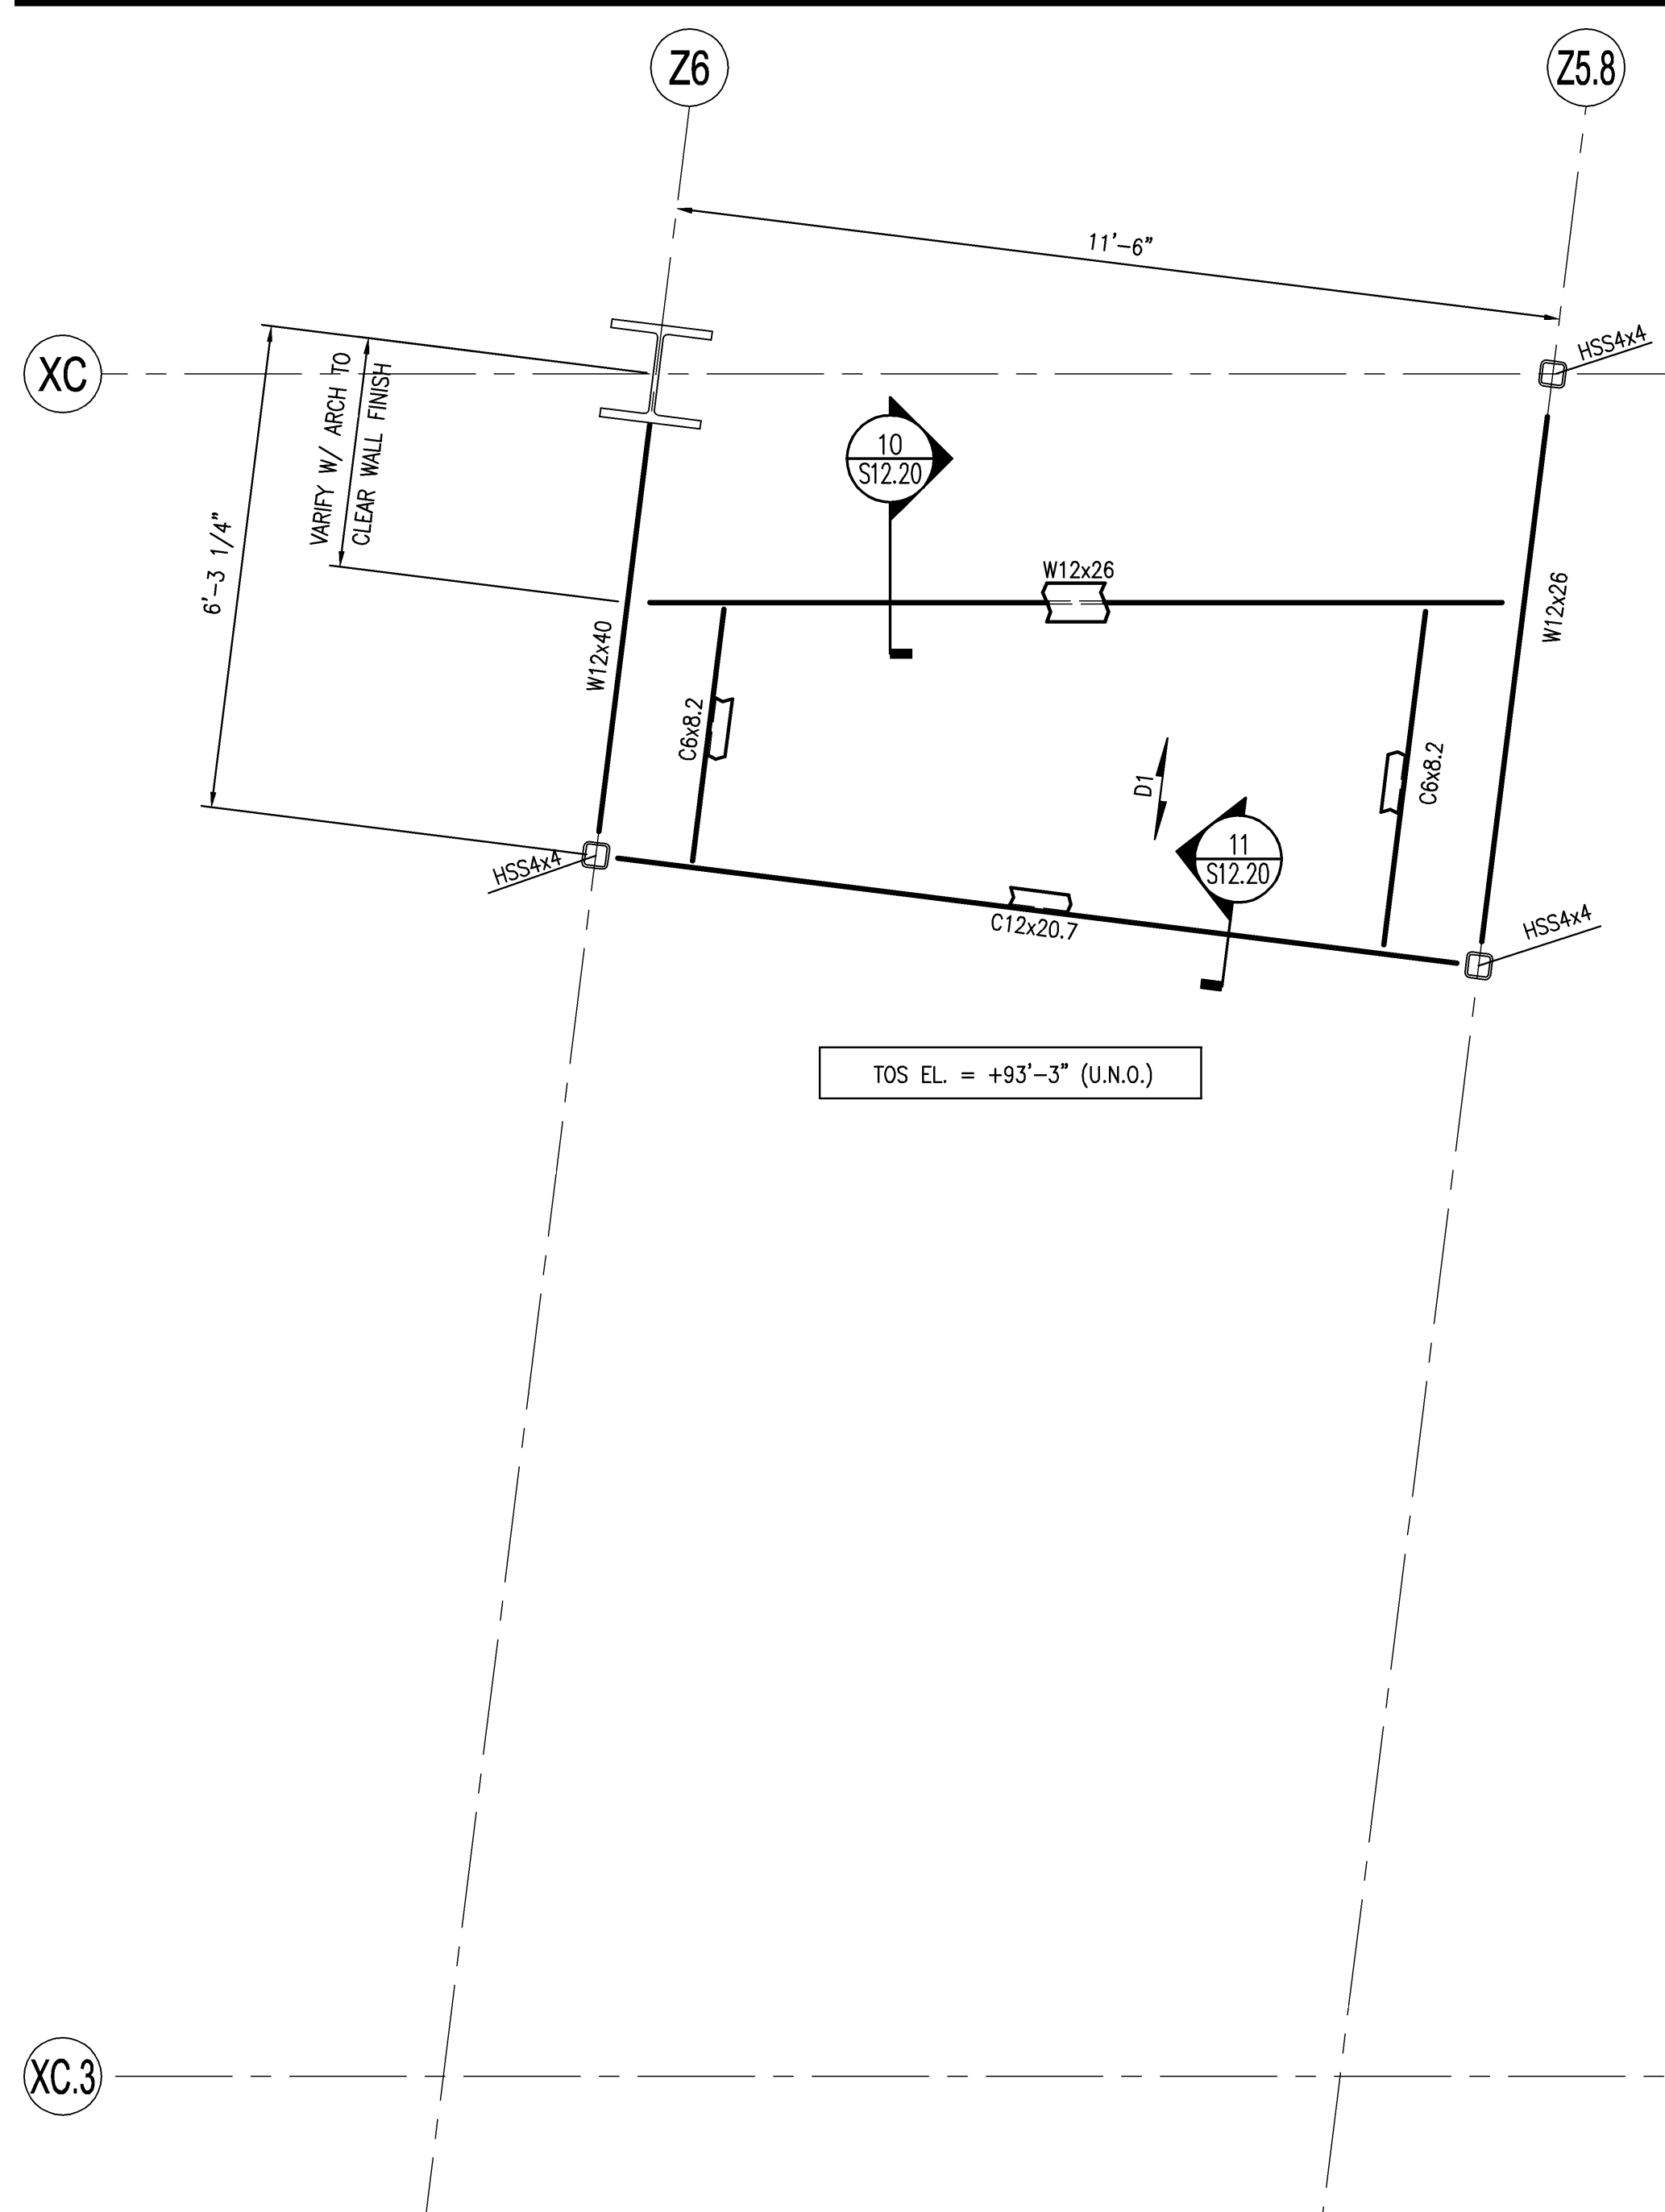 Z6
Z5.8
11'-6"
XC
HSS4x4
VARIFY W/ ARCH TO
CLEAR WALL FINISH
10
S12.20
6'-3 1/4"
W12x26
W12x26
W12x40
C6x8.2
D1
C6x8.2
11
S12.20
HSS4x4
C12x20.7
HSS4x4
TOS EL. = +93'-3" (U.N.O.)
XC.3